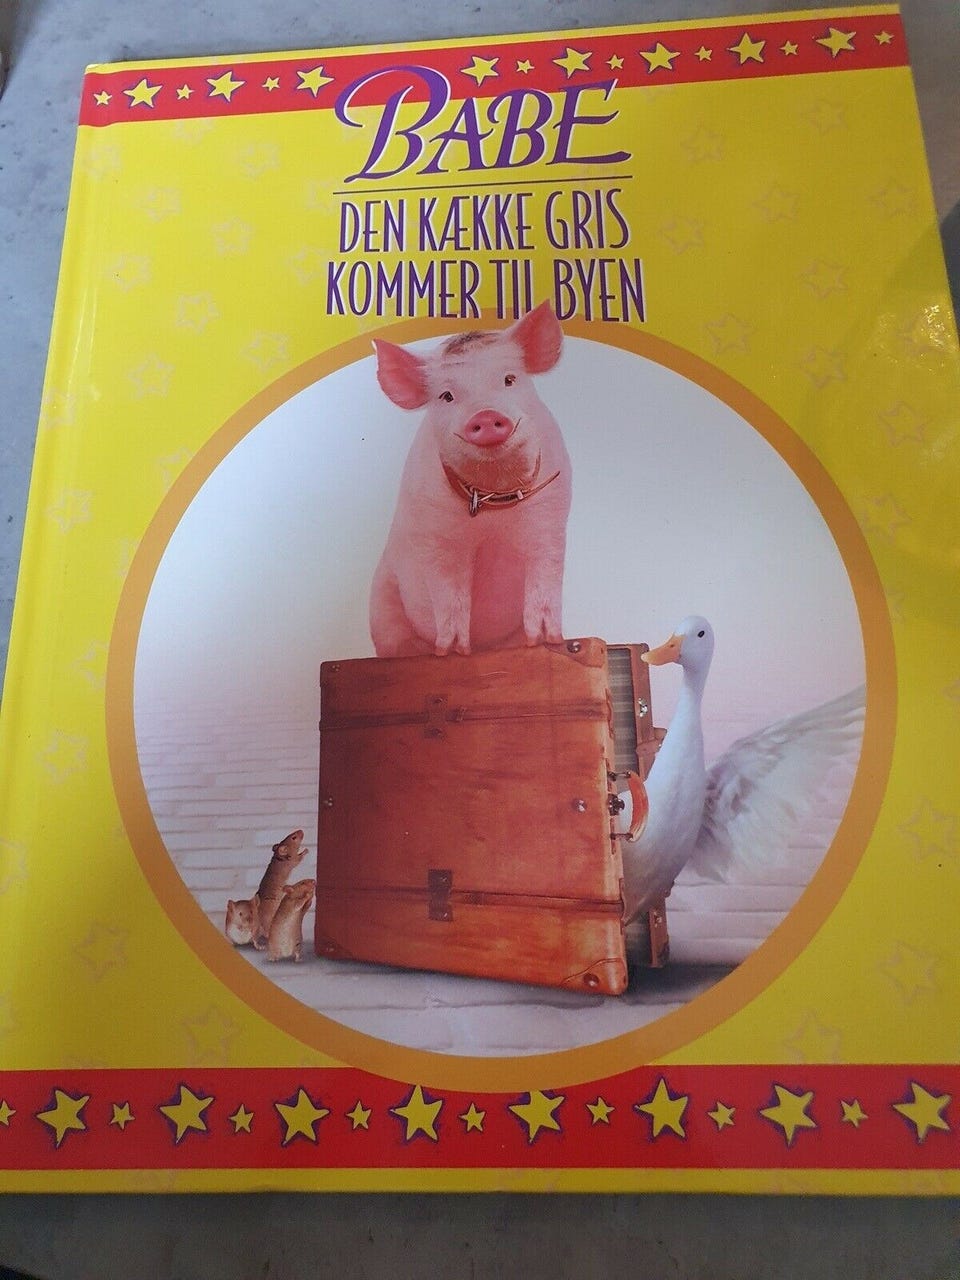 BABE
DEN KÆKKE GRIS
KOMMER TIL BYEN